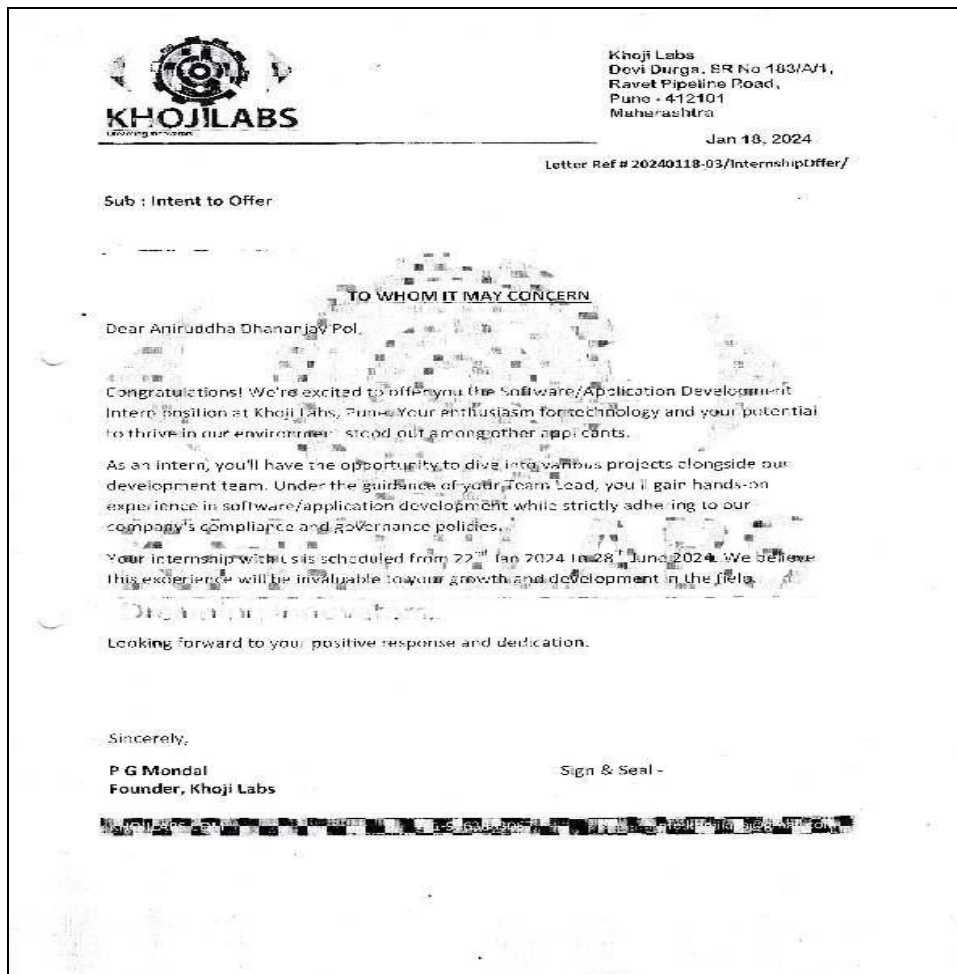 KHOJILABS
Khoji Labs
Devi Durga, SR No 183/A/1,
Ravet Pipeline Road,
Pune - 412101
Maharashtra
Jan 18, 2024
Letter Ref # 20240118-03/InternshipOffer/
Sub : Intent to Offer
TO WHOM IT MAY CONCERN
Dear Aniruddha Dhananjay Pol,
Congratulations! We're excited to offer you the Software/Application Development
Intern position at Khoji Labs, Pune. Your enthusiasm for technology and your potential
to thrive in our environment stood out among other applicants.
As an intern, you'll have the opportunity to dive into various projects alongside our
development team. Under the guidance of your Team Lead, you'll gain hands-on
experience in software/application development while strictly adhering to our
company's compliance and governance policies.
Your internship with us is scheduled from 22nd Jan 2024 to 28th June 2024. We believe
this experience will be invaluable to your growth and development in the field.
Looking forward to your positive response and dedication.
Sincerely,
P G Mondal
Sign & Seal -
Founder, Khoji Labs
KHOJILABS.COM